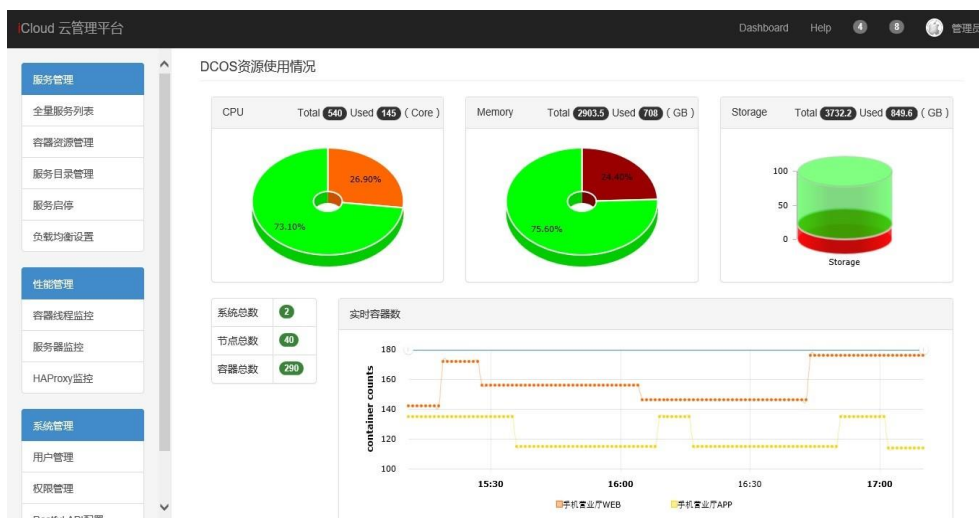 iCloud 云管理平台
Dashboard Help 4 8 管理员
服务管理
全量服务列表
容器资源管理
服务目录管理
服务启停
负载均衡设置
性能管理
容器线程监控
服务器监控
HAProxy监控
系统管理
用户管理
权限管理
DCOS资源使用情况
CPU Total 540 Used 145 ( Core )
26.90%
73.10%
Memory Total 2903.5 Used 708 ( GB )
24.40%
75.60%
Storage Total 3732.2 Used 849.6 ( GB )
100
50
0
Storage
系统总数 2
节点总数 40
容器总数 290
实时容器数
container counts
180
160
140
120
100
15:30 16:00 16:30 17:00
手机营业厅WEB 手机营业厅APP